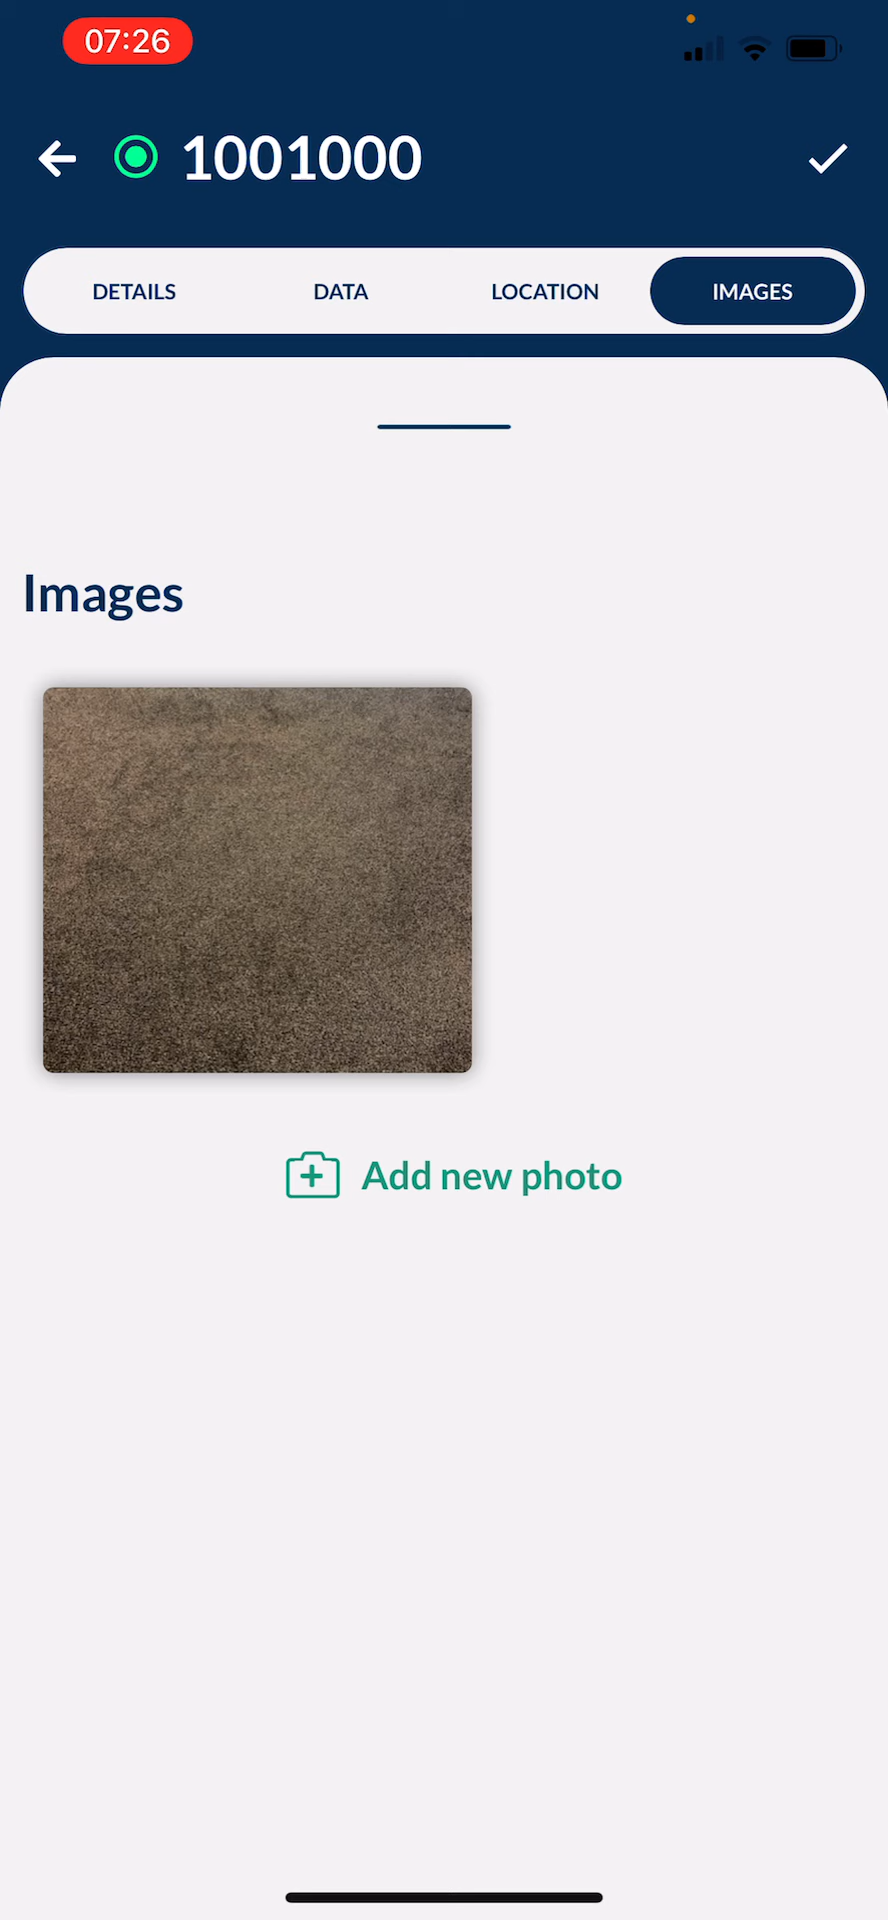 07:26
1001000
DETAILS DATA LOCATION IMAGES
Images
Add new photo